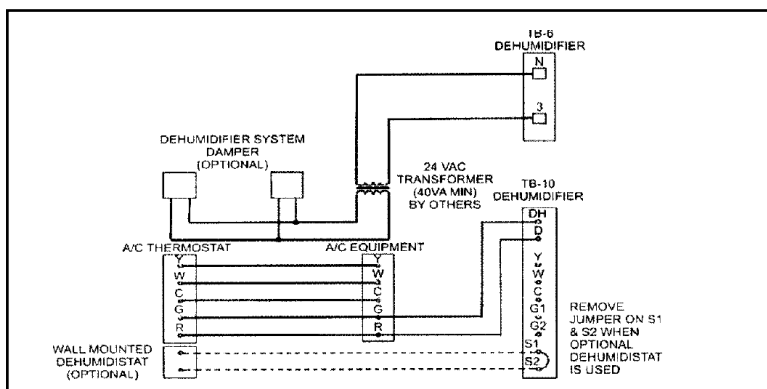 TB-6
DEHUMIDIFIER
N
3
DEHUMIDIFIER SYSTEM
DAMPER
(OPTIONAL)
24 VAC
TRANSFORMER
(40VA MIN)
BY OTHERS
TB-10
DEHUMIDIFIER
DH
D
Y
W
C
G1
G2
S1
S2
A/C THERMOSTAT
Y
W
C
G
R
A/C EQUIPMENT
Y
W
C
G
R
REMOVE
JUMPER ON S1
& S2 WHEN
OPTIONAL
DEHUMIDISTAT
IS USED
WALL MOUNTED
DEHUMIDISTAT
(OPTIONAL)